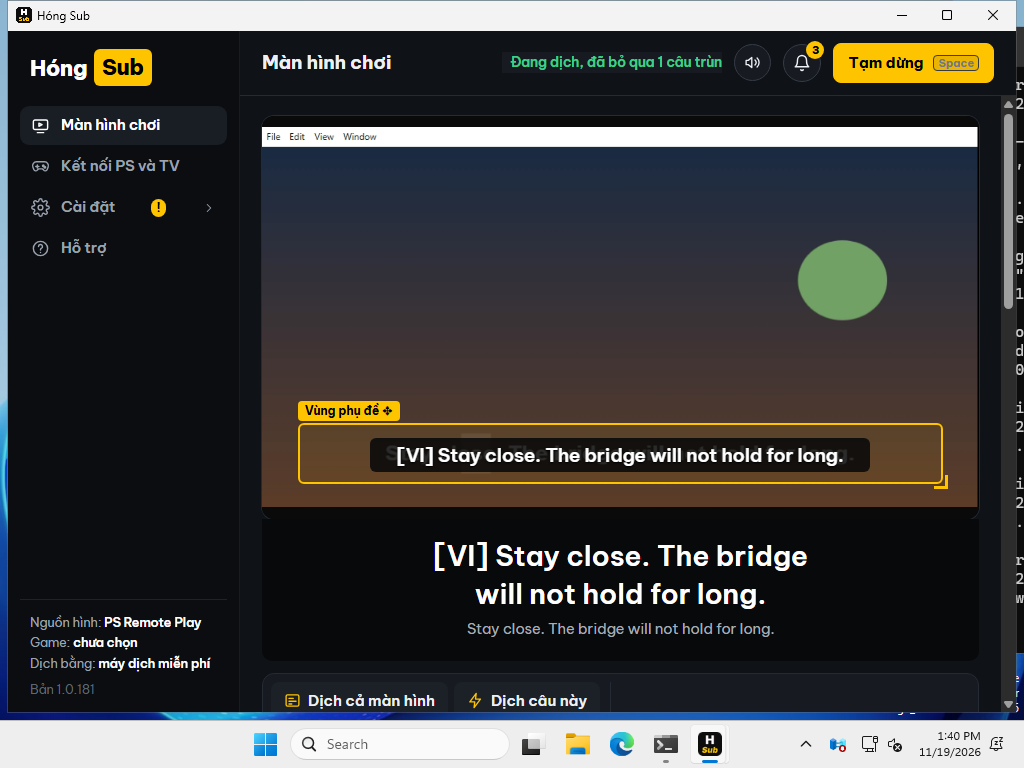 Hóng Sub
Hóng Sub
Màn hình chơi
Kết nối PS và TV
Cài đặt !
Hỗ trợ
Nguồn hình: PS Remote Play
Game: chưa chọn
Dịch bằng: máy dịch miễn phí
Bản 1.0.181
Màn hình chơi
Đang dịch, đã bỏ qua 1 câu trùn
3
Tạm dừng Space
File Edit View Window
Vùng phụ đề
[VI] Stay close. The bridge will not hold for long.
[VI] Stay close. The bridge
will not hold for long.
Stay close. The bridge will not hold for long.
Dịch cả màn hình Dịch câu này
Search
H
Sub
1:40 PM
11/19/2026